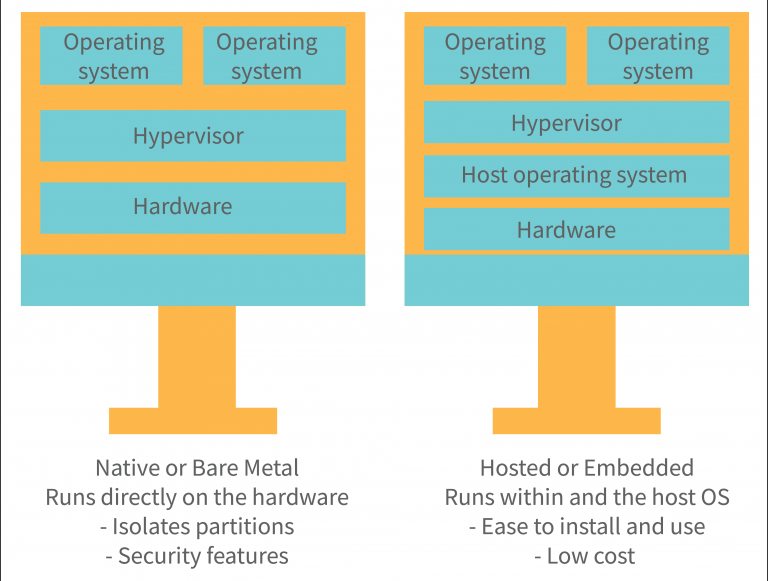 Operating
system
Operating
system
Hypervisor
Hardware
Native or Bare Metal
Runs directly on the hardware
- Isolates partitions
- Security features
Operating
system
Operating
system
Hypervisor
Host operating system
Hardware
Hosted or Embedded
Runs within and the host OS
- Ease to install and use
- Low cost